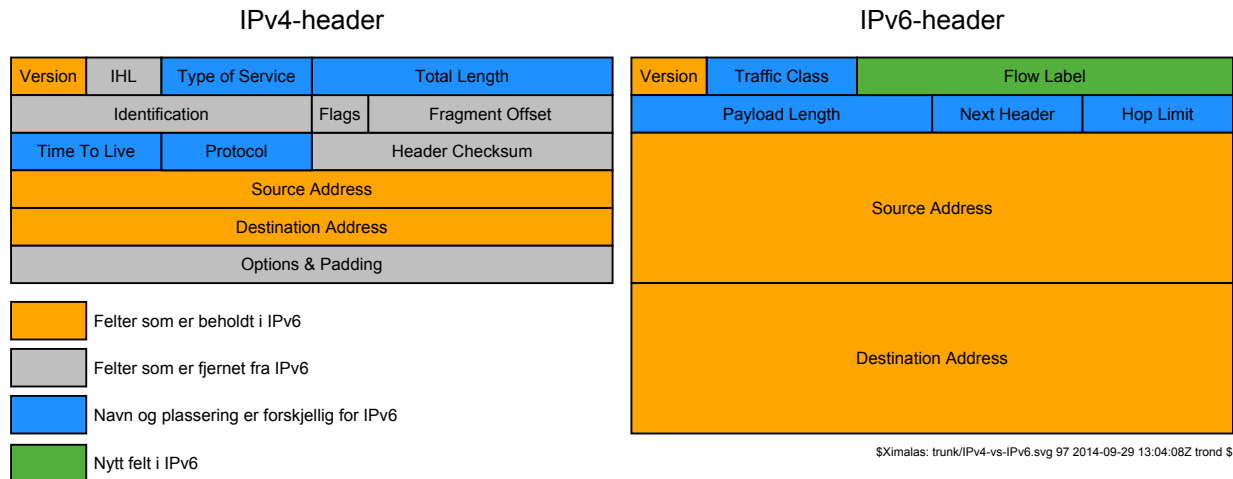 IPv4-header
IPv6-header
Version IHL Type of Service Total Length
Identification Flags Fragment Offset
Time To Live Protocol Header Checksum
Source Address
Destination Address
Options & Padding
Version Traffic Class Flow Label
Payload Length Next Header Hop Limit
Source Address
Destination Address
Felter som er beholdt i IPv6
Felter som er fjernet fra IPv6
Navn og plassering er forskjellig for IPv6
Nytt felt i IPv6
$Ximalas: trunk/IPv4-vs-IPv6.svg 97 2014-09-29 13:04:08Z trond $